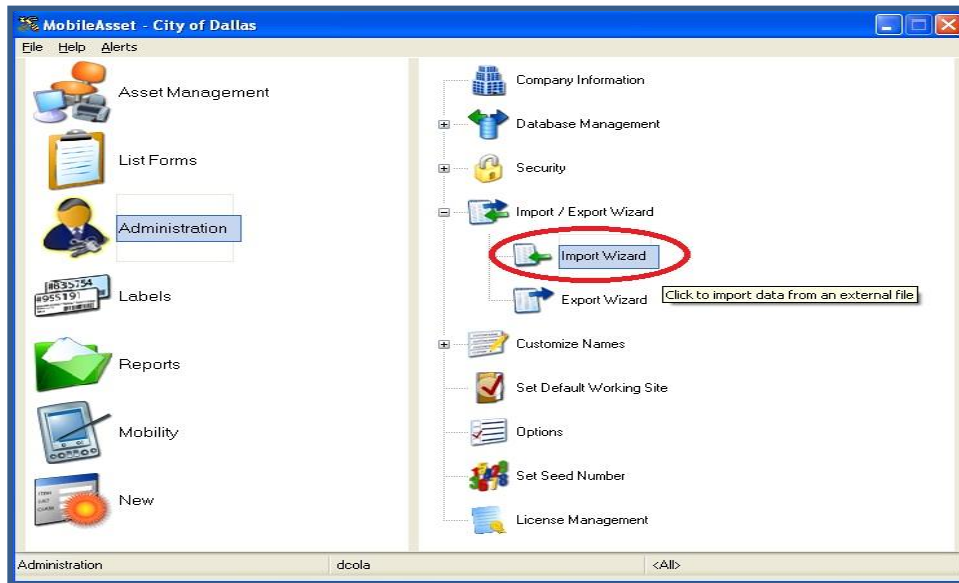 MobileAsset - City of Dallas
File Help Alerts
Asset Management
List Forms
Administration
Labels
Reports
Mobility
New
Company Information
Database Management
Security
Import / Export Wizard
Import Wizard
Export Wizard
Click to import data from an external file
Customize Names
Set Default Working Site
Options
Set Seed Number
License Management
Administration dcola <All>